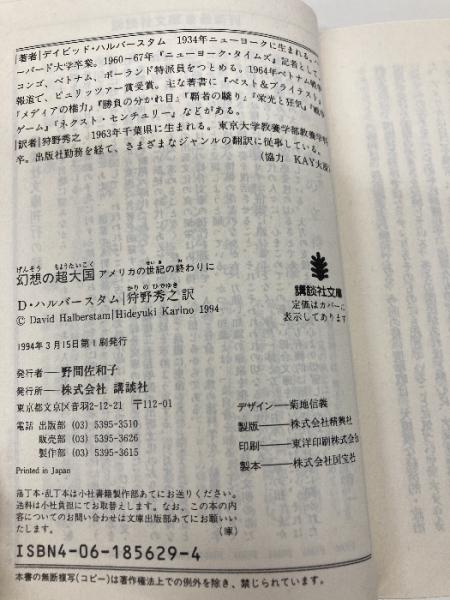 |著者|デイビッド・ハルバースタム 1934年ニューヨークに生まれる。ハ
ーバード大学卒業。1960-67年『ニューヨーク・タイムズ』記者として、
コンゴ、ベトナム、ポーランド特派員をつとめる。1964年ベトナム戦争
報道で、ピュリッツァー賞受賞。主な著書に『ベスト&ブライテスト』
『メディアの権力』『勝負の分かれ目』『覇者の驕り』『栄光と狂気』『戦争
ゲーム』『ネクスト・センチュリー』などがある。
|訳者|狩野秀之 1963年千葉県に生まれる。東京大学教養学部教養学科
卒。出版社勤務を経て、さまざまなジャンルの翻訳に従事している。
(協力 KAY大阪)
げんそう ちょうたいこく せいき お
幻想の超大国 アメリカの世紀の終わりに
かりの ひでゆき
D・ハルバースタム|狩野秀之 訳
© David Halberstam|Hideyuki Karino 1994
1994年3月15日第1刷発行
講談社文庫
定価はカバーに
表示してあります
発行者——野間佐和子
発行所——株式会社 講談社
東京都文京区音羽2-12-21 〒112-01
電話 出版部 (03) 5395-3510
販売部 (03) 5395-3626
製作部 (03) 5395-3615
Printed in Japan
デザイン——菊地信義
製版————株式会社精興社
印刷————東洋印刷株式会社
製本————株式会社国宝社
落丁本・乱丁本は小社書籍製作部あてにお送りください。
送料は小社負担にてお取替えします。なお、この本の内
容についてのお問い合わせは文庫出版部あてにお願いい
たします。 (庫)
ISBN4-06-185629-4
本書の無断複写(コピー)は著作権法上での例外を除き、禁じられています。